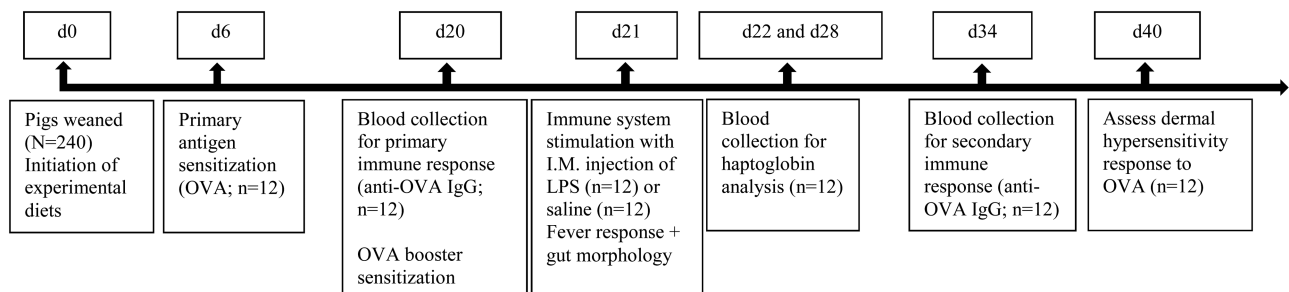 d0
d6
d20
d21
d22 and d28
d34
d40
Pigs weaned
(N=240)
Initiation of
experimental
diets
Primary
antigen
sensitization
(OVA; n=12)
Blood collection
for primary
immune response
(anti-OVA IgG;
n=12)
OVA booster
sensitization
Immune system
stimulation with
I.M. injection of
LPS (n=12) or
saline (n=12)
Fever response +
gut morphology
Blood
collection for
haptoglobin
analysis (n=12)
Blood collection
for secondary
immune
response (anti-
OVA IgG; n=12)
Assess dermal
hypersensitivity
response to
OVA (n=12)